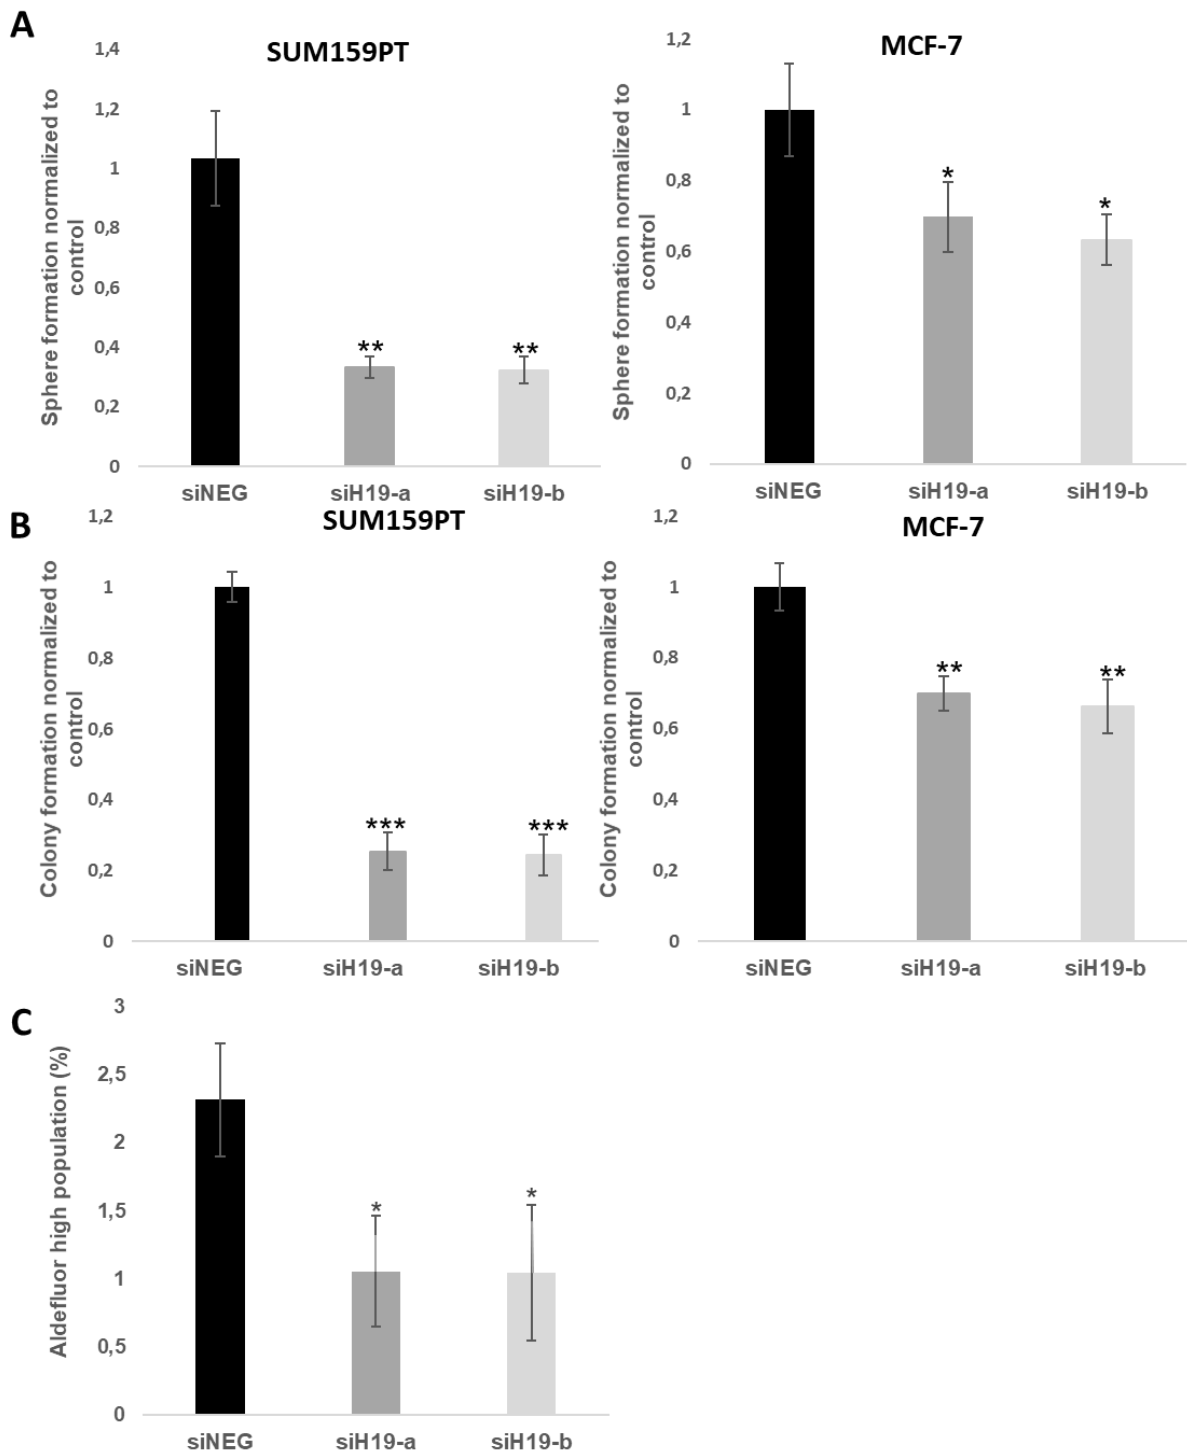 A
SUM159PT
Sphere formation normalized to
control
1,4
1,2
1
0,8
0,6
0,4
0,2
0
**
**
siNEG
siH19-a
siH19-b
MCF-7
Sphere formation normalized to
control
1,2
1
0,8
0,6
0,4
0,2
0
*
*
siNEG
siH19-a
siH19-b
B
SUM159PT
Colony formation normalized to
control
1,2
1
0,8
0,6
0,4
0,2
0
***
***
siNEG
siH19-a
siH19-b
MCF-7
Colony formation normalized to
control
1,2
1
0,8
0,6
0,4
0,2
0
**
**
siNEG
siH19-a
siH19-b
C
Aldefluor high population (%)
3
2,5
2
1,5
1
0,5
0
*
*
siNEG
siH19-a
siH19-b